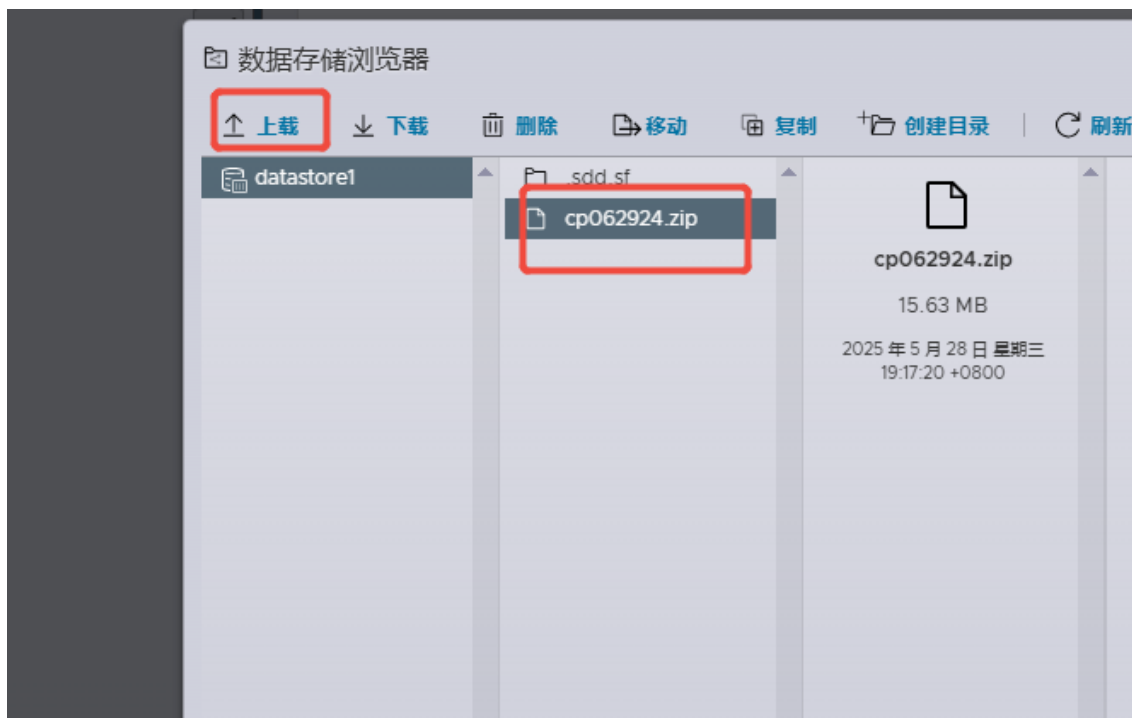 数据存储浏览器
上载
下载
删除
移动
复制
创建目录
刷新
datastore1
.sdd.sf
cp062924.zip
cp062924.zip
15.63 MB
2025 年 5 月 28 日 星期三
19:17:20 +0800